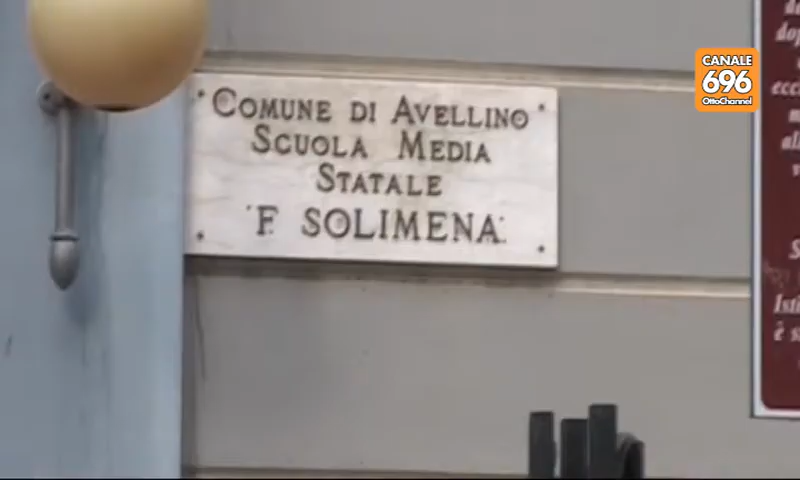 COMUNE DI AVELLINO
SCUOLA MEDIA
STATALE
"F. SOLIMENA"
CANALE
696
OttoChannel